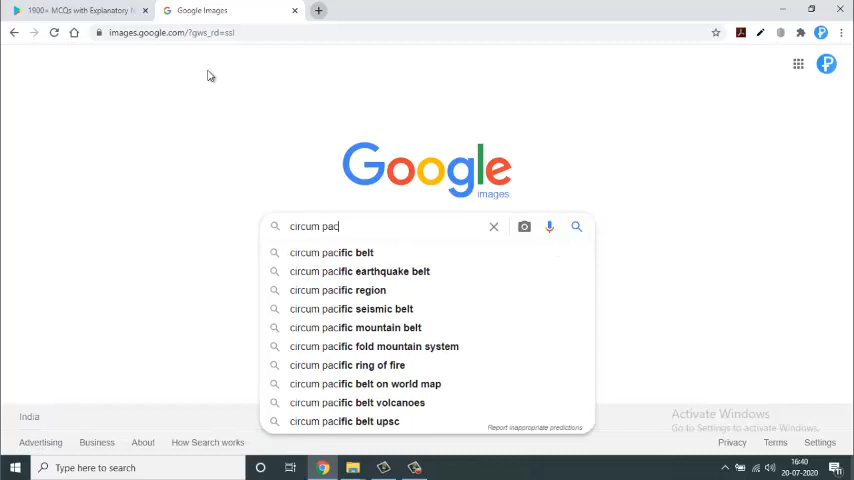 1900+ MCQs with Explanatory N
Google Images
images.google.com/?gws_rd=ssl
Google
images
circum pac
circum pacific belt
circum pacific earthquake belt
circum pacific region
circum pacific seismic belt
circum pacific mountain belt
circum pacific fold mountain system
circum pacific ring of fire
circum pacific belt on world map
circum pacific belt volcanoes
circum pacific belt upsc
Report inappropriate predictions
India
Activate Windows
Go to Settings to activate Windows.
Advertising Business About How Search works Privacy Terms Settings
Type here to search
16:40
20-07-2020